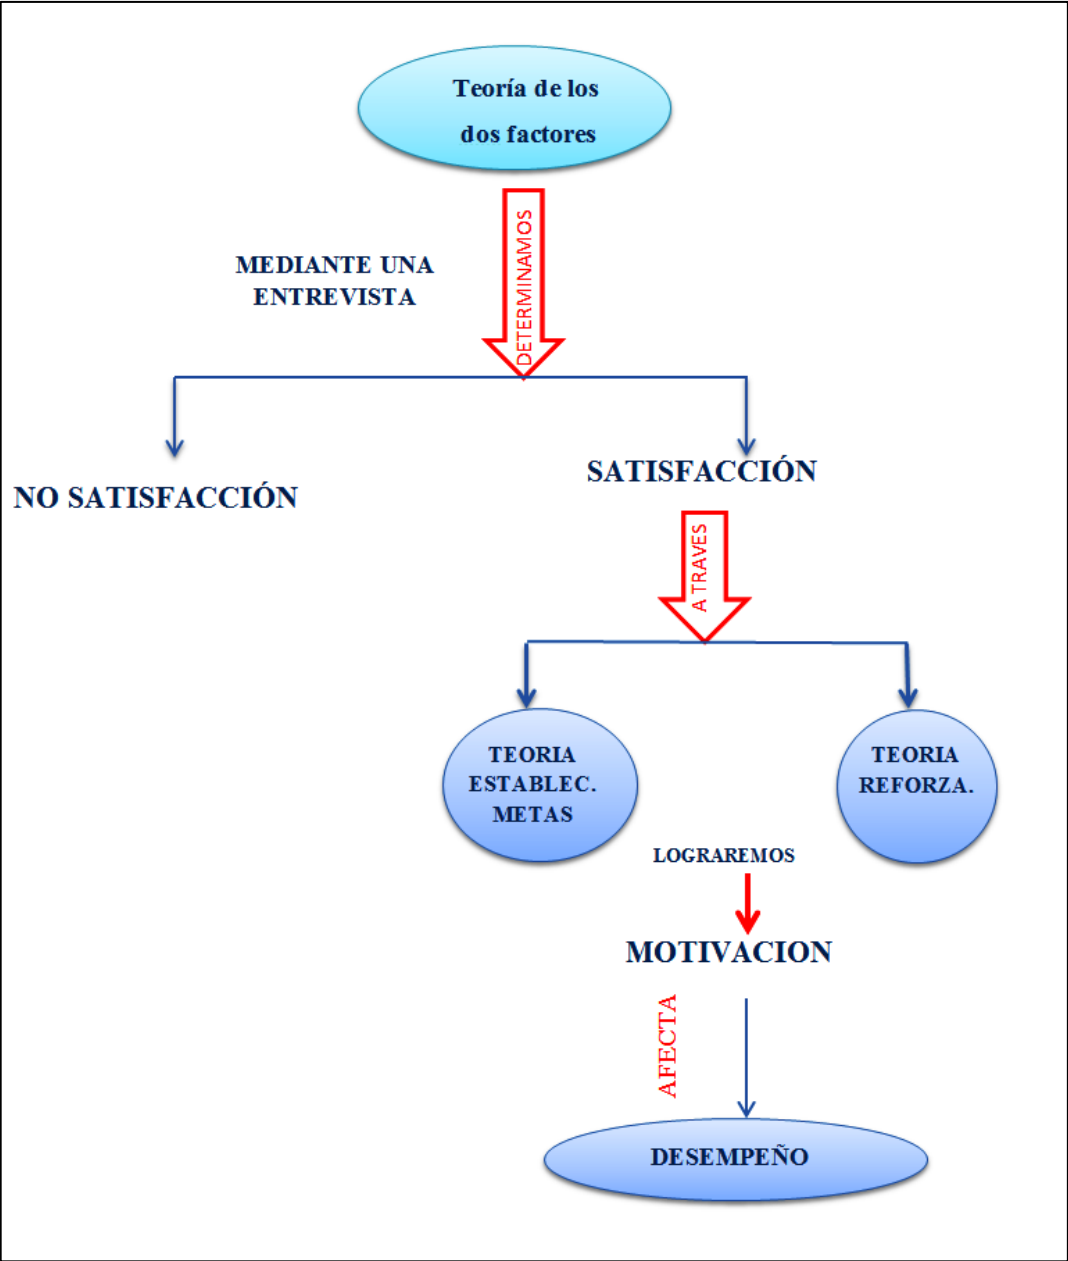 Teoría de los
dos factores
DETERMINAMOS
MEDIANTE UNA
ENTREVISTA
NO SATISFACCIÓN
SATISFACCIÓN
A TRAVES
TEORIA
ESTABLEC.
METAS
TEORIA
REFORZA.
LOGRAREMOS
MOTIVACION
AFECTA
DESEMPEÑO